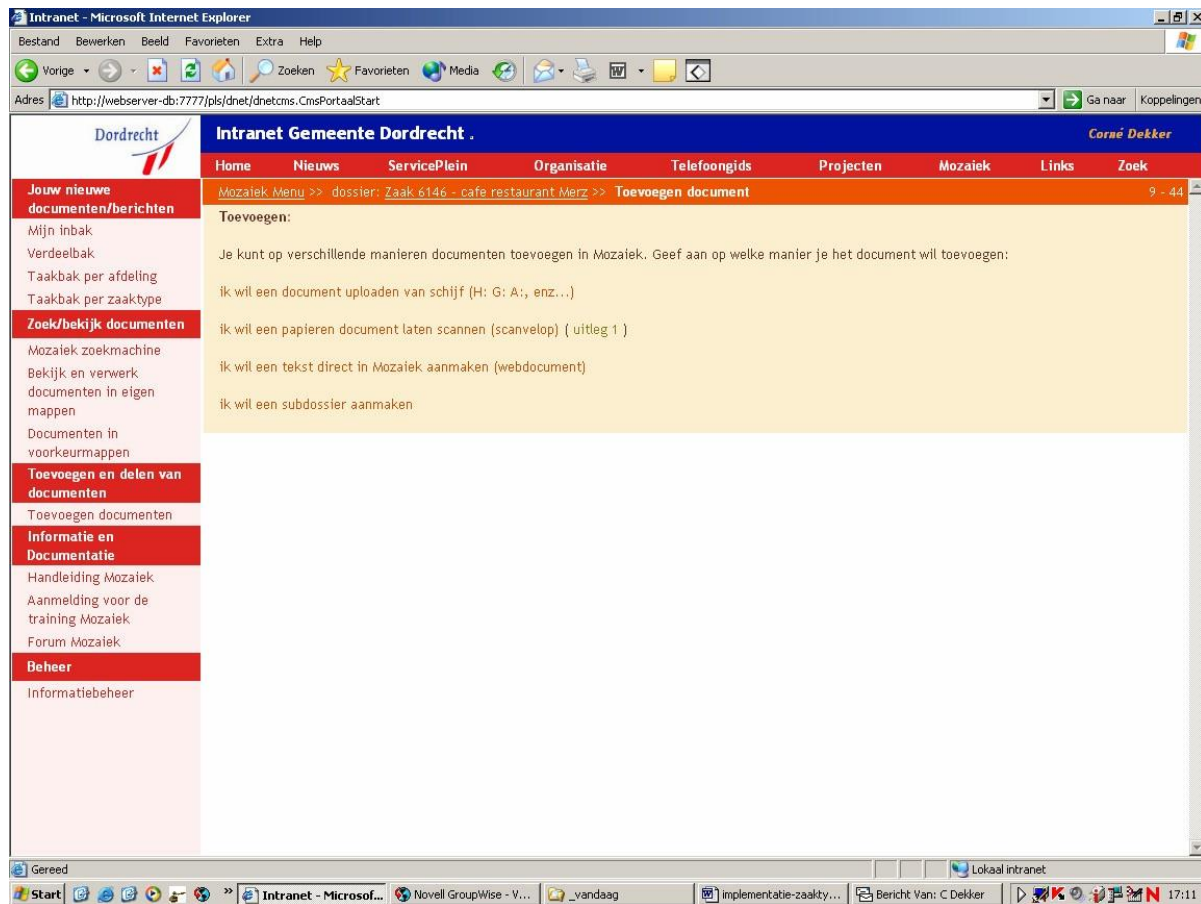 Intranet - Microsoft Internet Explorer
Bestand Bewerken Beeld Favorieten Extra Help
Vorige Zoeken Favorieten Media
Adres http://webserver-db:7777/pls/dnet/dnetcms.CmsPortaalStart Ga naar Koppelingen
Dordrecht
Intranet Gemeente Dordrecht . Corné Dekker
Home Nieuws ServicePlein Organisatie Telefoongids Projecten Mozaiek Links Zoek
Mozaiek Menu >> dossier: Zaak 6146 - cafe restaurant Merz >> Toevoegen document 9 - 44
Jouw nieuwe
documenten/berichten
Mijn inbak
Verdeelbak
Taakbak per afdeling
Taakbak per zaaktype
Zoek/bekijk documenten
Mozaiek zoekmachine
Bekijk en verwerk
documenten in eigen
mappen
Documenten in
voorkeurmappen
Toevoegen en delen van
documenten
Toevoegen documenten
Informatie en
Documentatie
Handleiding Mozaiek
Aanmelding voor de
training Mozaiek
Forum Mozaiek
Beheer
Informatiebeheer
Toevoegen:
Je kunt op verschillende manieren documenten toevoegen in Mozaiek. Geef aan op welke manier je het document wil toevoegen:
ik wil een document uploaden van schijf (H: G: A:, enz...)
ik wil een papieren document laten scannen (scanvelop) ( uitleg 1 )
ik wil een tekst direct in Mozaiek aanmaken (webdocument)
ik wil een subdossier aanmaken
Gereed Lokaal intranet
Start » Intranet - Microsof... Novell GroupWise - V... _vandaag implementatie-zaakty... Bericht Van: C Dekker 17:11